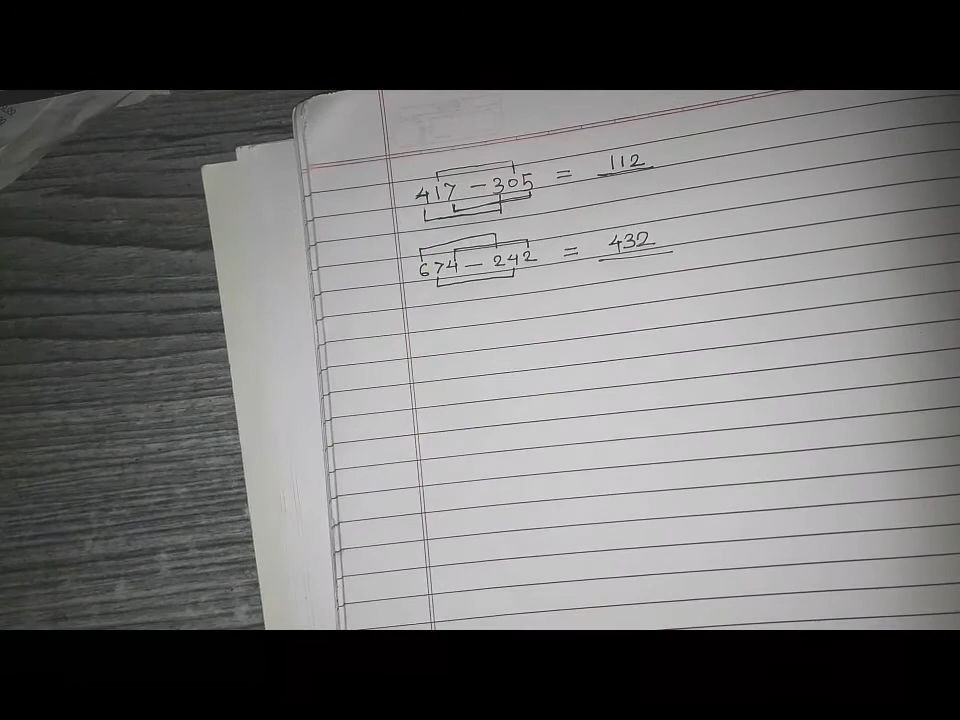 417 - 305 = 112
674 - 242 = 432